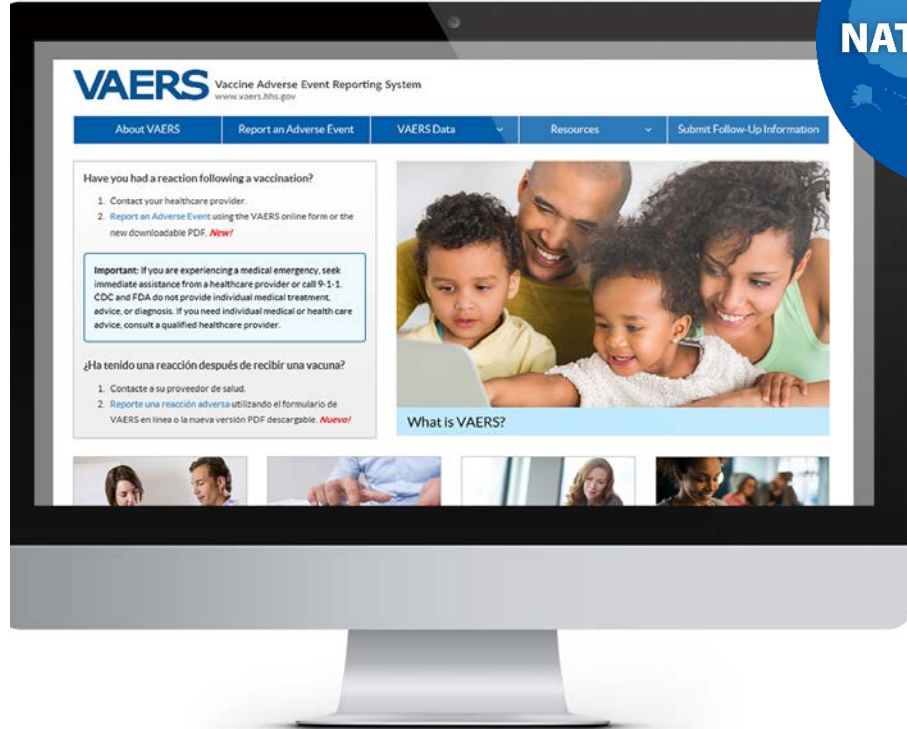 NAT
VAERS Vaccine Adverse Event Reporting System
www.vaers.hhs.gov
About VAERS Report an Adverse Event VAERS Data Resources Submit Follow-Up Information
Have you had a reaction following a vaccination?
1. Contact your healthcare provider.
2. Report an Adverse Event using the VAERS online form or the
new downloadable PDF. New!
Important: If you are experiencing a medical emergency, seek
immediate assistance from a healthcare provider or call 9-1-1.
CDC and FDA do not provide individual medical treatment,
advice, or diagnosis. If you need individual medical or health care
advice, consult a qualified healthcare provider.
¿Ha tenido una reacción después de recibir una vacuna?
1. Contacte a su proveedor de salud.
2. Reporte una reacción adversa utilizando el formulario de
VAERS en línea o la nueva versión PDF descargable. Nuevo!
What is VAERS?